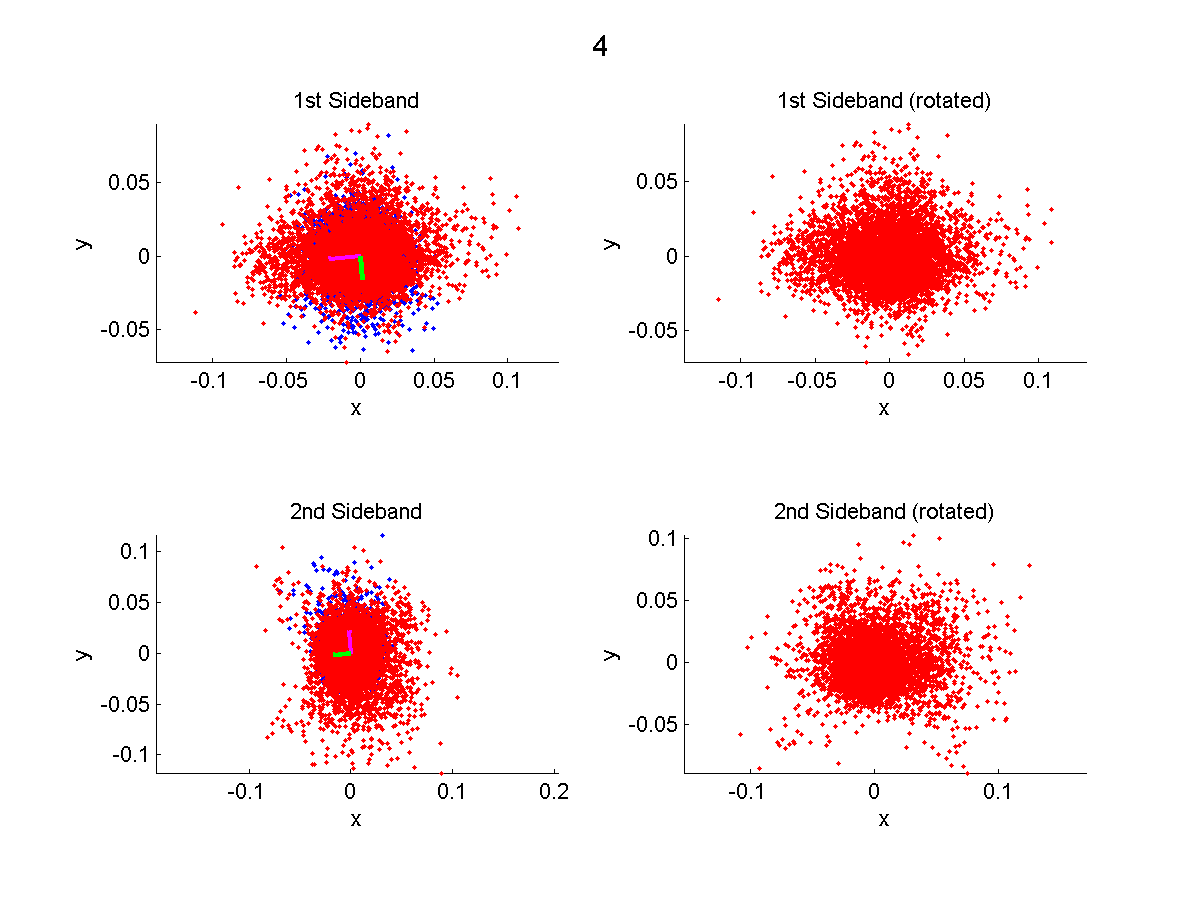 4
1st Sideband
0.05
0
-0.05
y
-0.1 -0.05 0 0.05 0.1
x
1st Sideband (rotated)
0.05
0
-0.05
y
-0.1 -0.05 0 0.05 0.1
x
2nd Sideband
0.1
0.05
0
-0.05
-0.1
y
-0.1 0 0.1 0.2
x
2nd Sideband (rotated)
0.1
0.05
0
-0.05
y
-0.1 0 0.1
x